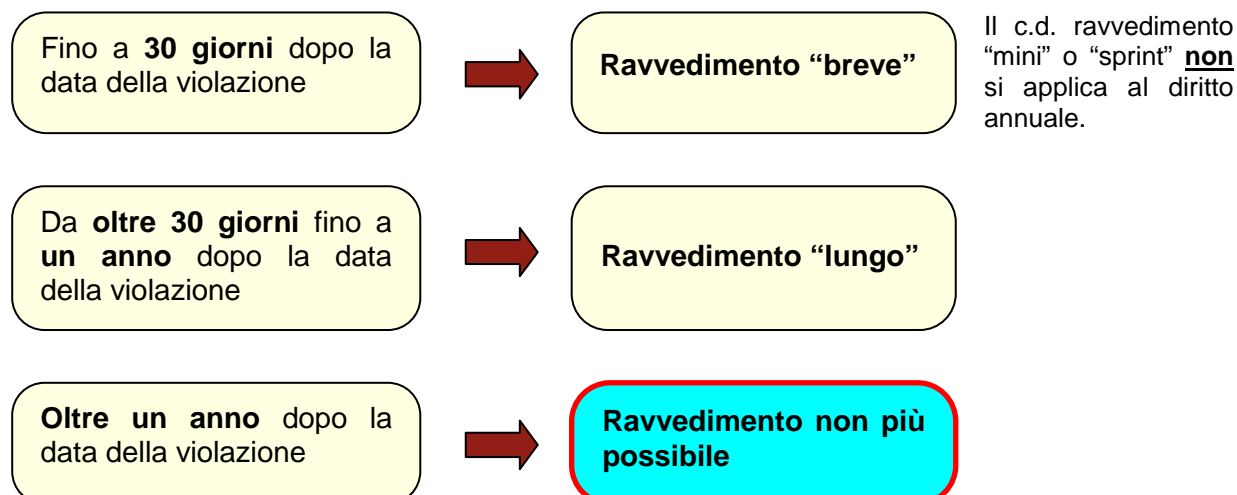 Fino a 30 giorni dopo la
data della violazione
Ravvedimento “breve”
Il c.d. ravvedimento
“mini” o “sprint” non
si applica al diritto
annuale.
Da oltre 30 giorni fino a
un anno dopo la data
della violazione
Ravvedimento “lungo”
Oltre un anno dopo la
data della violazione
Ravvedimento non più
possibile